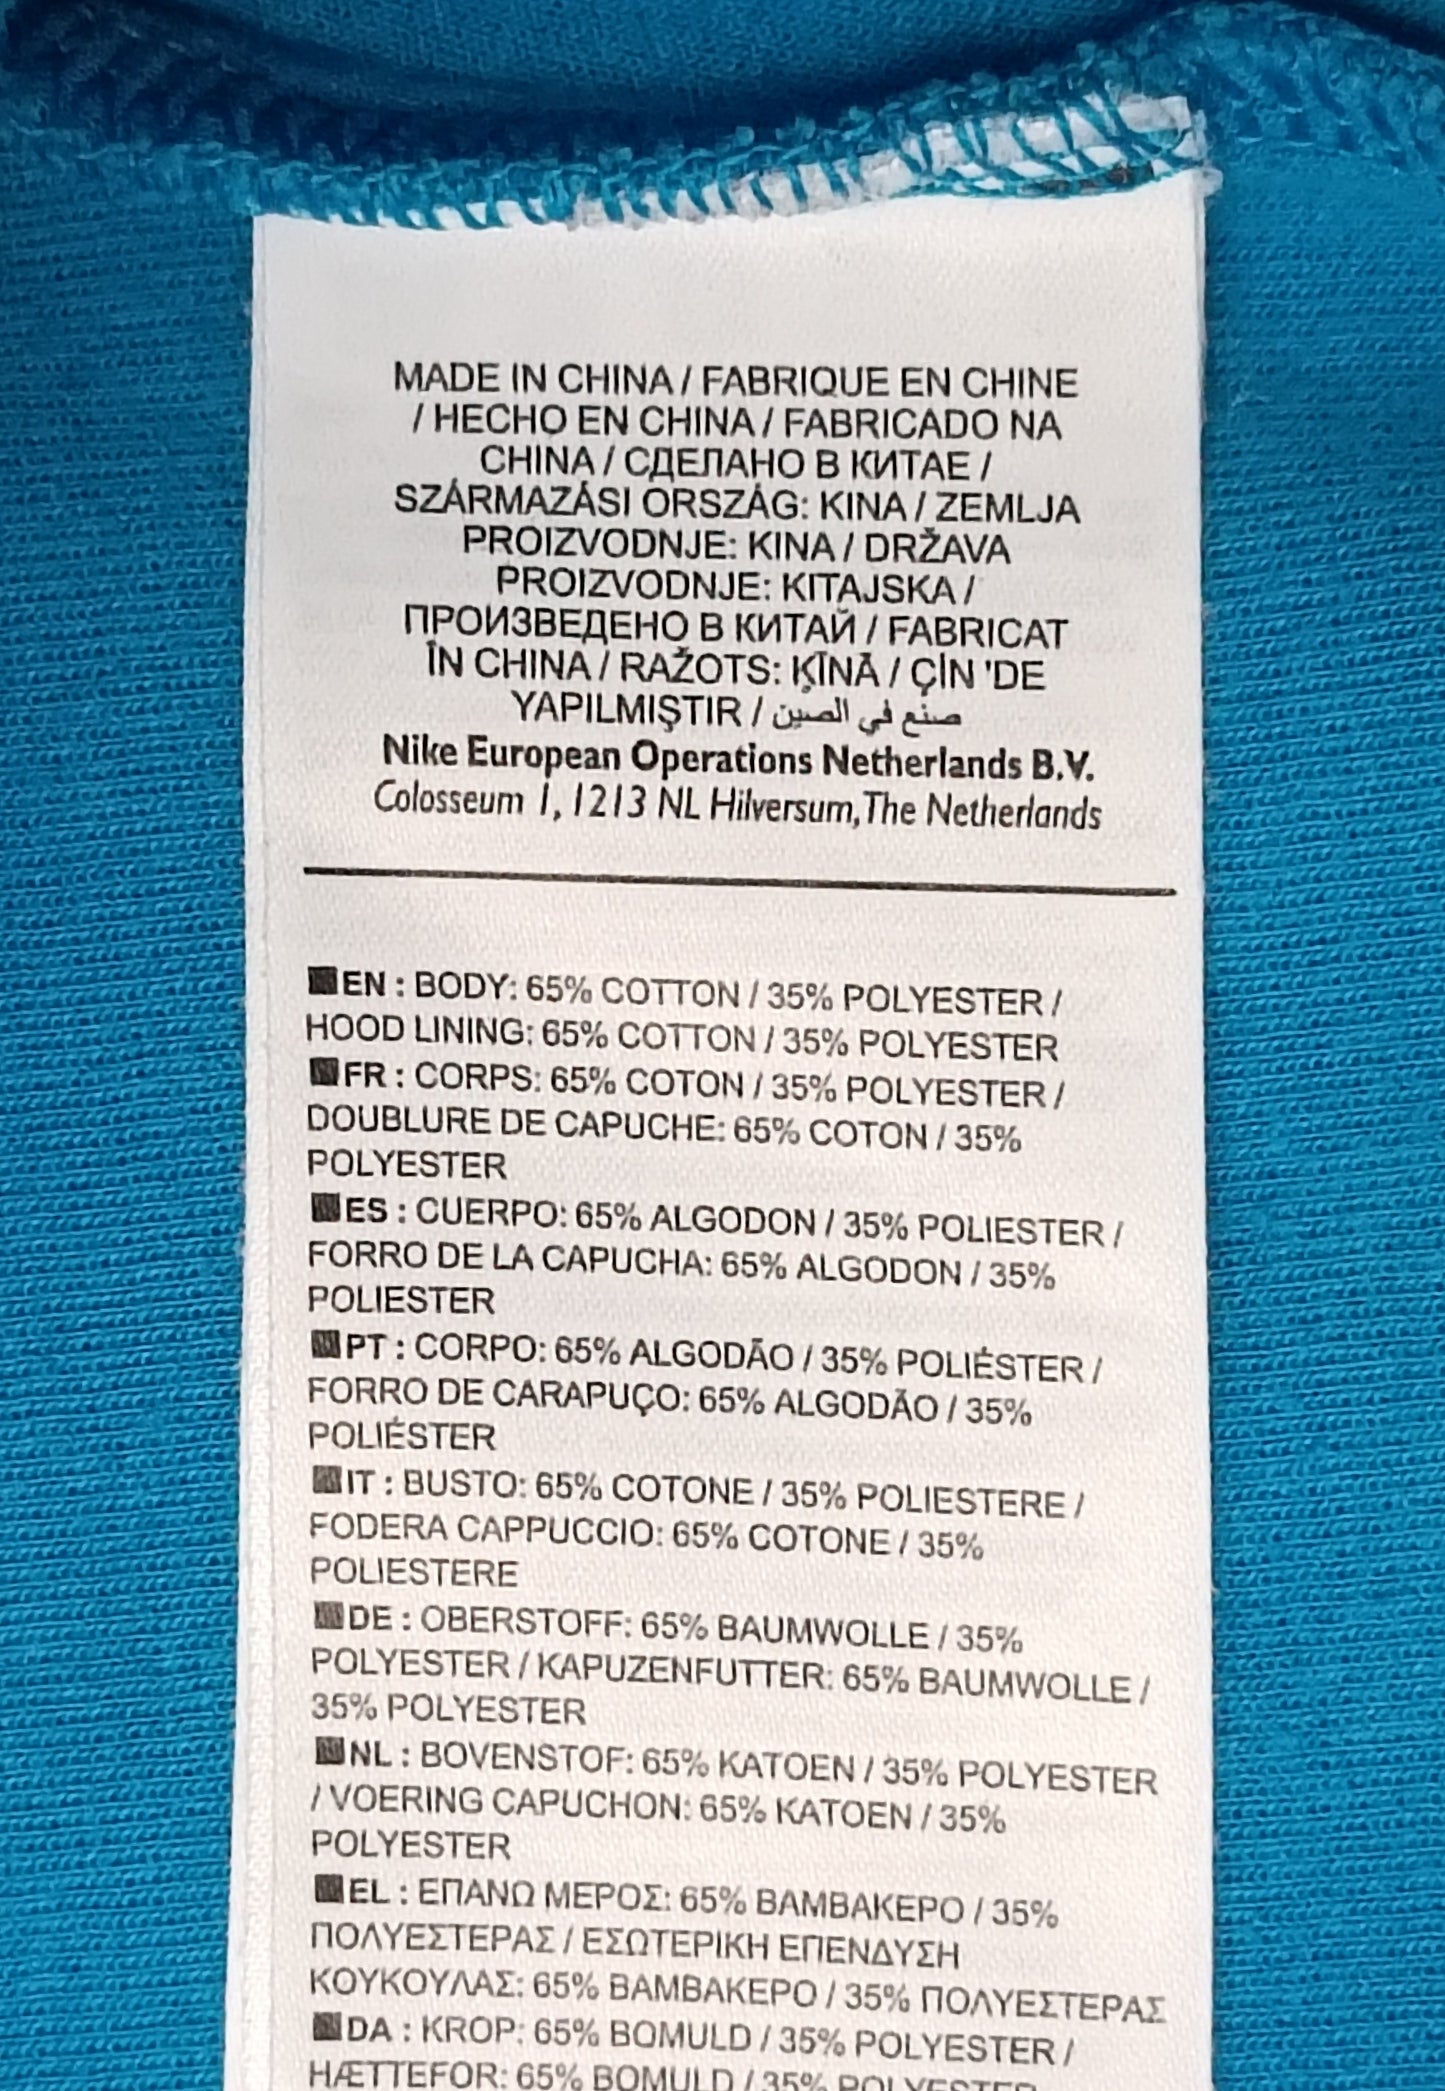 MADE IN CHINA / FABRIQUE EN CHINE
/ HECHO EN CHINA / FABRICADO NA
CHINA / СДЕЛАНО В КИТАЕ /
SZÁRMAZÁSI ORSZÁG: KINA / ZEMLJA
PROIZVODNJE: KINA / DRŽAVA
PROIZVODNJE: KITAJSKA /
ПРОИЗВЕДЕНО В КИТАЙ / FABRICAT
ÎN CHINA / RAŽOTS: ĶĪNĀ / ÇİN 'DE
YAPILMIŞTIR / صنع في الصين
Nike European Operations Netherlands B.V.
Colosseum 1, 1213 NL Hilversum, The Netherlands
EN : BODY: 65% COTTON / 35% POLYESTER /
HOOD LINING: 65% COTTON / 35% POLYESTER
FR : CORPS: 65% COTON / 35% POLYESTER /
DOUBLURE DE CAPUCHE: 65% COTON / 35%
POLYESTER
ES : CUERPO: 65% ALGODON / 35% POLIESTER /
FORRO DE LA CAPUCHA: 65% ALGODON / 35%
POLIESTER
PT : CORPO: 65% ALGODÃO / 35% POLIÉSTER /
FORRO DE CARAPUÇO: 65% ALGODÃO / 35%
POLIÉSTER
IT : BUSTO: 65% COTONE / 35% POLIESTERE /
FODERA CAPPUCCIO: 65% COTONE / 35%
POLIESTERE
DE : OBERSTOFF: 65% BAUMWOLLE / 35%
POLYESTER / KAPUZENFUTTER: 65% BAUMWOLLE /
35% POLYESTER
NL : BOVENSTOF: 65% KATOEN / 35% POLYESTER
/ VOERING CAPUCHON: 65% KATOEN / 35%
POLYESTER
EL : ΕΠΑΝΩ ΜΕΡΟΣ: 65% ΒΑΜΒΑΚΕΡΟ / 35%
ΠΟΛΥΕΣΤΕΡΑΣ / ΕΣΩΤΕΡΙΚΗ ΕΠΕΝΔΥΣΗ
ΚΟΥΚΟΥΛΑΣ: 65% ΒΑΜΒΑΚΕΡΟ / 35% ΠΟΛΥΕΣΤΕΡΑΣ
DA : KROP: 65% BOMULD / 35% POLYESTER /
HÆTTEFOR: 65% BOMULD / 35% POLYESTER